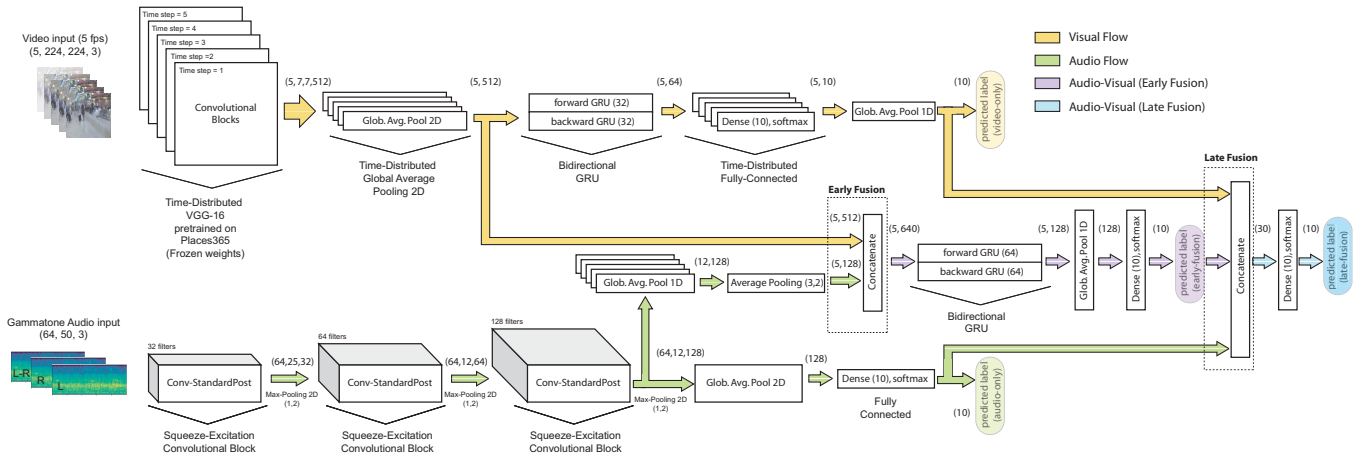 Video input (5 fps)
(5, 224, 224, 3)
Time step = 5
Time step = 4
Time step = 3
Time step =2
Time step = 1
Convolutional
Blocks
Time-Distributed
VGG-16
pretrained on
Places365
(Frozen weights)
(5, 7,7,512)
Glob. Avg. Pool 2D
Time-Distributed
Global Average
Pooling 2D
(5, 512)
forward GRU (32)
backward GRU (32)
Bidirectional
GRU
(5, 64)
Dense (10), softmax
Time-Distributed
Fully-Connected
(5, 10)
Glob. Avg. Pool 1D
(10)
predicted label
(video-only)
Visual Flow
Audio Flow
Audio-Visual (Early Fusion)
Audio-Visual (Late Fusion)
Early Fusion
(5, 512)
(5, 128)
Concatenate
(5, 640)
forward GRU (64)
backward GRU (64)
Bidirectional
GRU
(5, 128)
Glob. Avg. Pool 1D
(128)
Dense (10), softmax
(10)
predicted label
(early-fusion)
Late Fusion
Concatenate
(30)
Dense (10), softmax
(10)
predicted label
(late-fusion)
Glob. Avg. Pool 1D
(12,128)
Average Pooling (3,2)
Gammatone Audio input
(64, 50, 3)
L-R
R
L
32 filters
Conv-StandardPost
Squeeze-Excitation
Convolutional Block
(64,25,32)
Max-Pooling 2D
(1,2)
64 filters
Conv-StandardPost
Squeeze-Excitation
Convolutional Block
(64,12,64)
Max-Pooling 2D
(1,2)
128 filters
Conv-StandardPost
Squeeze-Excitation
Convolutional Block
(64,12,128)
Max-Pooling 2D
(1,2)
Glob. Avg. Pool 2D
(128)
Dense (10), softmax
Fully
Connected
(10)
predicted label
(audio-only)